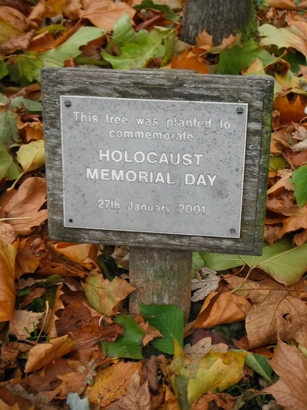 This tree was planted to
commemorate
HOLOCAUST
MEMORIAL DAY
27th January 2001